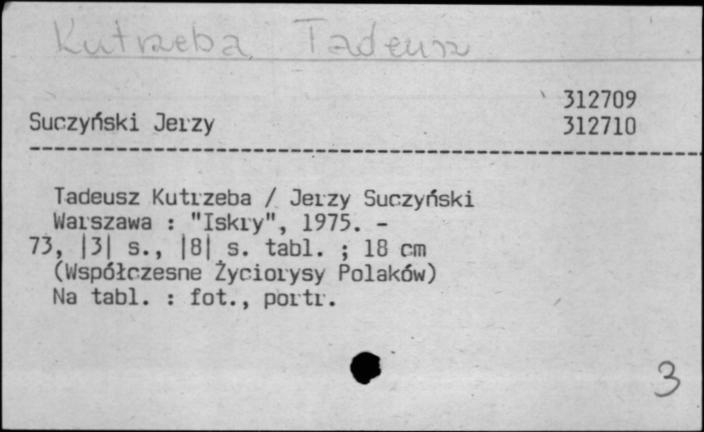 Kutrzeba, Tadeusz
312709
Suczyński Jerzy 312710
Tadeusz Kutrzeba / Jerzy Suczyński
Warszawa : "Iskry", 1975. -
73, |3| s., |8| s. tabl. ; 18 cm
(Współczesne Życiorysy Polaków)
Na tabl. : fot., portr.
3